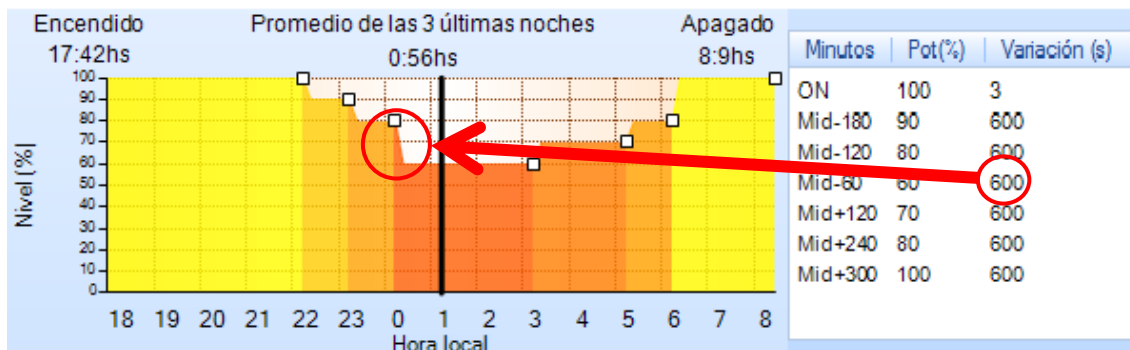 Encendido Promedio de las 3 últimas noches Apagado
17:42hs 0:56hs 8:9hs
Nivel [%]
100
90
80
70
60
50
40
30
20
10
0
18 19 20 21 22 23 0 1 2 3 4 5 6 7 8
Hora local
Minutos Pot(%) Variación (s)
ON 100 3
Mid-180 90 600
Mid-120 80 600
Mid-60 60 600
Mid+120 70 600
Mid+240 80 600
Mid+300 100 600